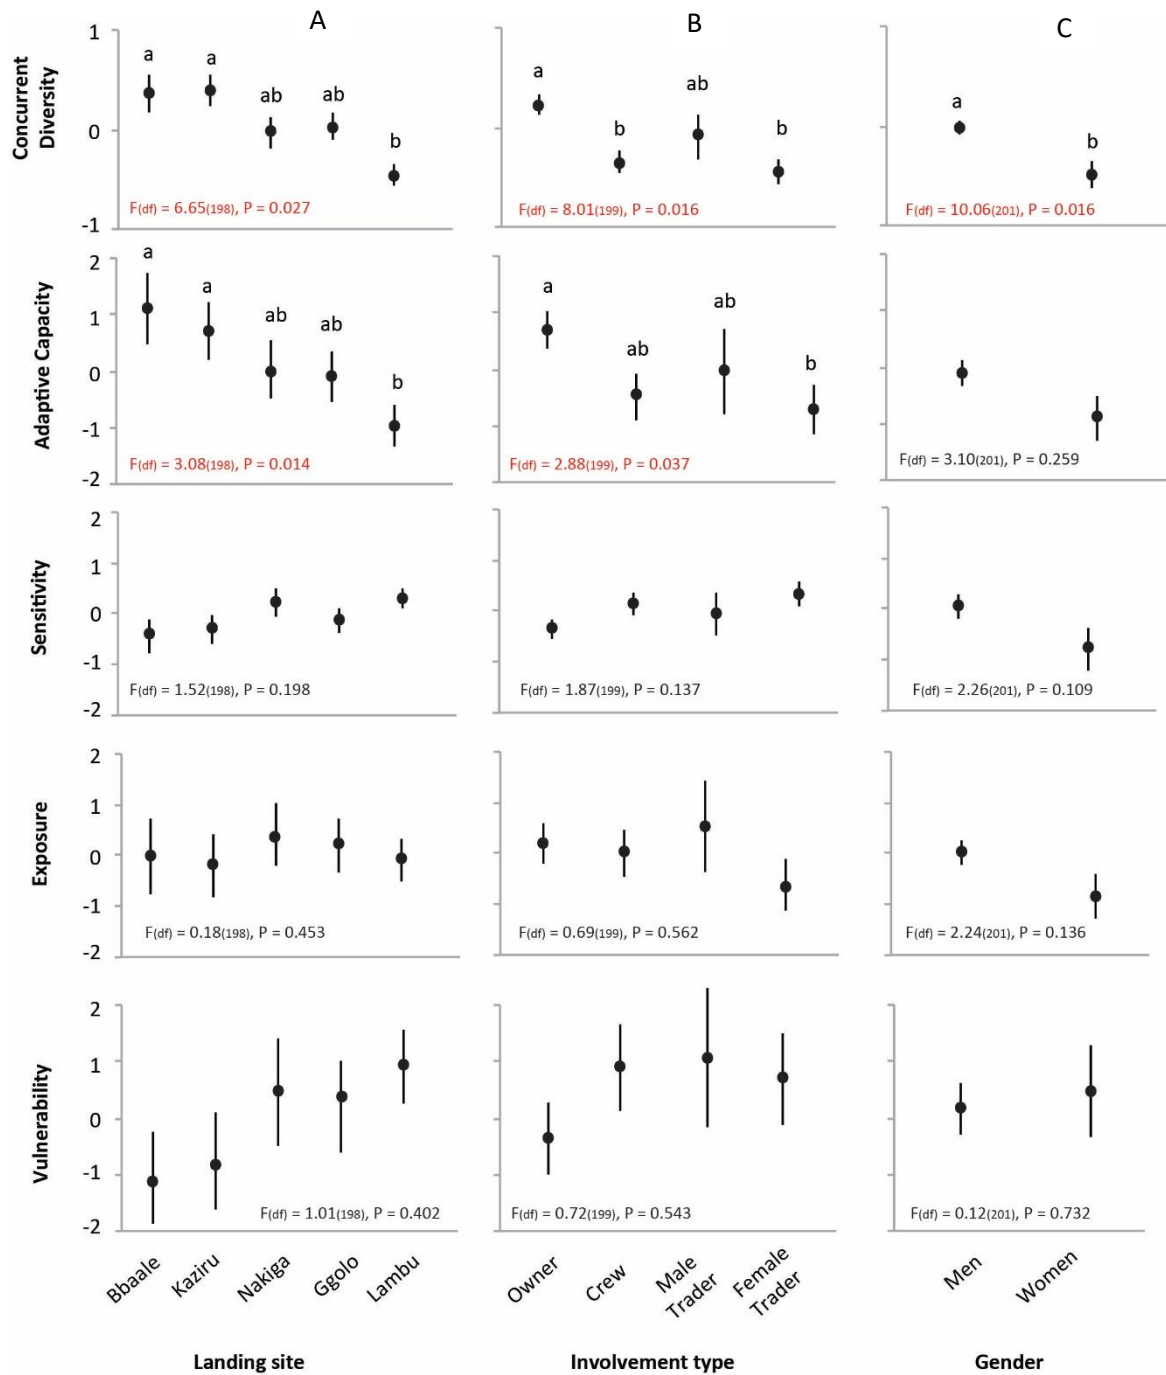 A
B
C
Concurrent
Diversity
1
0
-1
a
a
ab
ab
b
F(df) = 6.65(198), P = 0.027
a
b
ab
b
F(df) = 8.01(199), P = 0.016
a
b
F(df) = 10.06(201), P = 0.016
Adaptive Capacity
2
1
0
-1
-2
a
a
ab
ab
b
F(df) = 3.08(198), P = 0.014
a
ab
ab
b
F(df) = 2.88(199), P = 0.037
F(df) = 3.10(201), P = 0.259
Sensitivity
2
1
0
-1
-2
F(df) = 1.52(198), P = 0.198
F(df) = 1.87(199), P = 0.137
F(df) = 2.26(201), P = 0.109
Exposure
2
1
0
-1
-2
F(df) = 0.18(198), P = 0.453
F(df) = 0.69(199), P = 0.562
F(df) = 2.24(201), P = 0.136
Vulnerability
2
1
0
-1
-2
F(df) = 1.01(198), P = 0.402
F(df) = 0.72(199), P = 0.543
F(df) = 0.12(201), P = 0.732
Bbaale
Kaziru
Nakiga
Ggolo
Lambu
Owner
Crew
Male
Trader
Female
Trader
Men
Women
Landing site
Involvement type
Gender